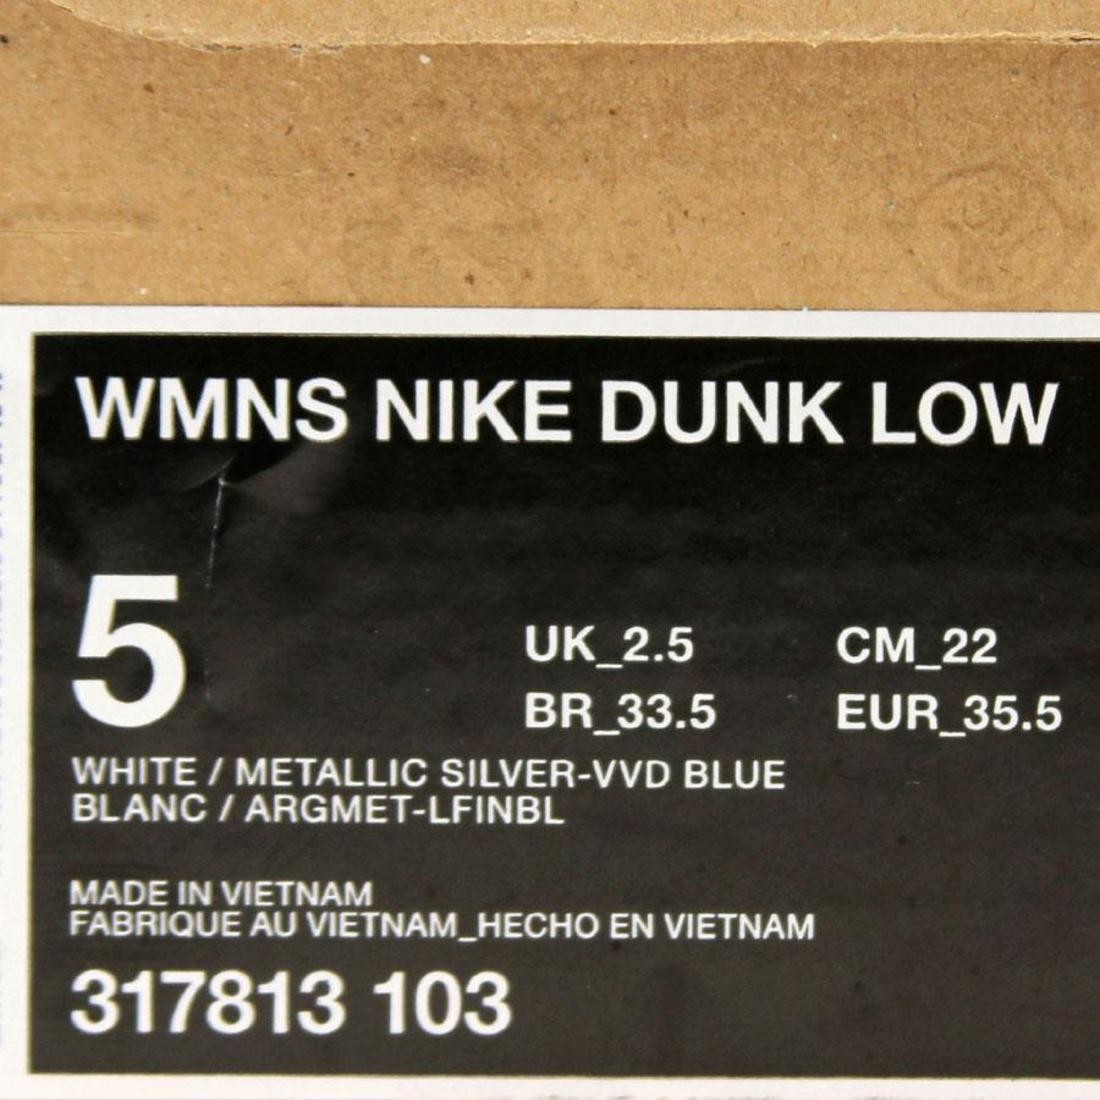 WMNS NIKE DUNK LOW
5
UK_2.5 CM_22
BR_33.5 EUR_35.5
WHITE / METALLIC SILVER-VVD BLUE
BLANC / ARGMET-LFINBL
MADE IN VIETNAM
FABRIQUE AU VIETNAM_HECHO EN VIETNAM
317813 103